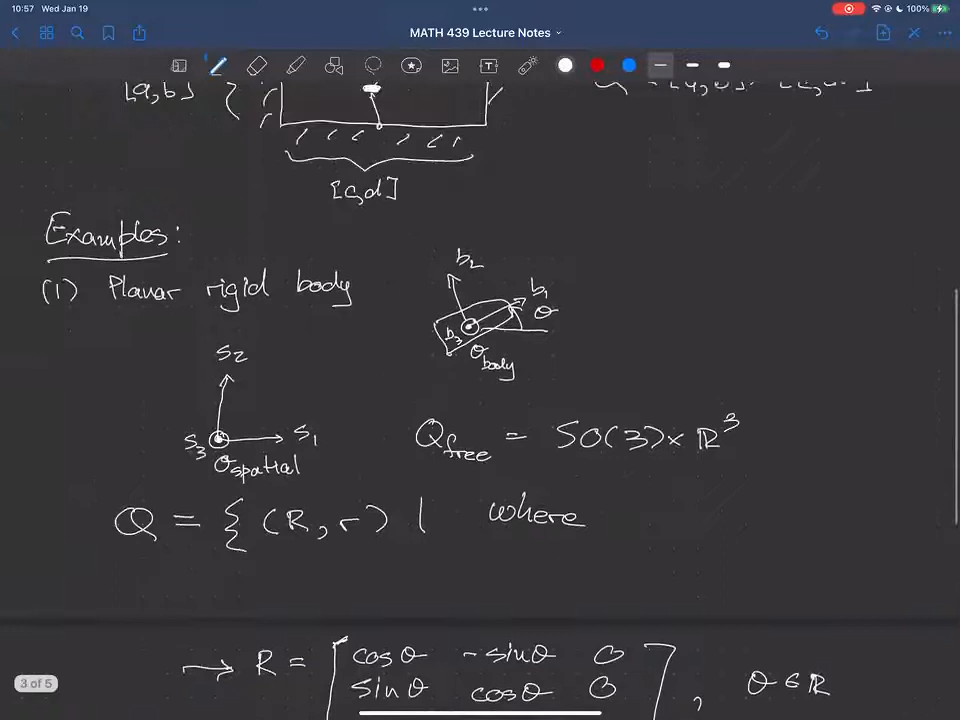 10:57 Wed Jan 19
100%
MATH 439 Lecture Notes
[a,b]
[c,d]
Examples:
(1) Planar rigid body
b2
b1
θ
b3
Obody
s2
s3
s1
Ospatial
Qfree = SO(3) × ℝ³
Q = { (R, r) | where
→ R = [ cosθ -sinθ 0
sinθ cosθ 0 ] , θ ∈ ℝ
3 of 5